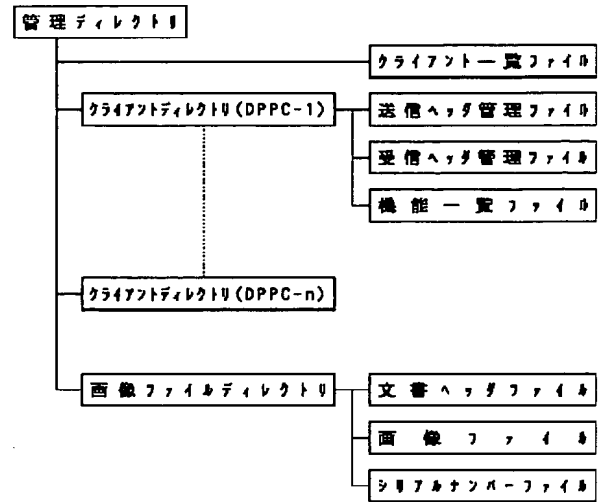 管理ディレクトリ
クライアント一覧ファイル
クライアントディレクトリ(DPPC-1)
送信ヘッダ管理ファイル
受信ヘッダ管理ファイル
機能一覧ファイル
クライアントディレクトリ(DPPC-n)
画像ファイルディレクトリ
文書ヘッダファイル
画像ファイル
シリアルナンバーファイル